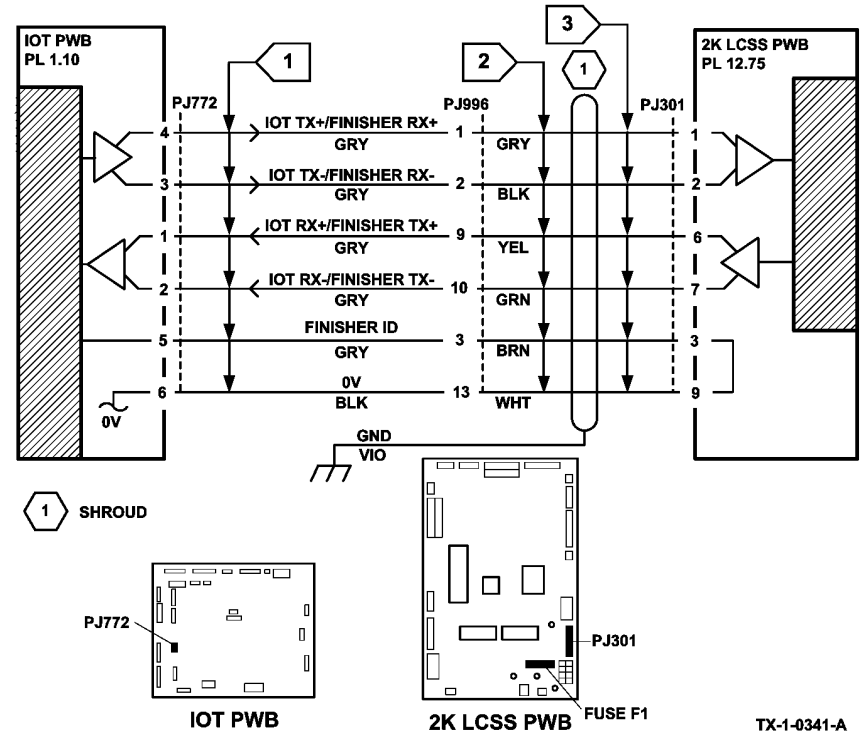 IOT PWB
PL 1.10
1
2
3
1
2K LCSS PWB
PL 12.75
PJ772
PJ996
PJ301
4
IOT TX+/FINISHER RX+
GRY
1
GRY
1
3
IOT TX-/FINISHER RX-
GRY
2
BLK
2
1
IOT RX+/FINISHER TX+
GRY
9
YEL
6
2
IOT RX-/FINISHER TX-
GRY
10
GRN
7
5
FINISHER ID
GRY
3
BRN
3
6
0V
BLK
13
WHT
9
0V
GND
VIO
1
SHROUD
PJ772
IOT PWB
PJ301
FUSE F1
2K LCSS PWB
TX-1-0341-A